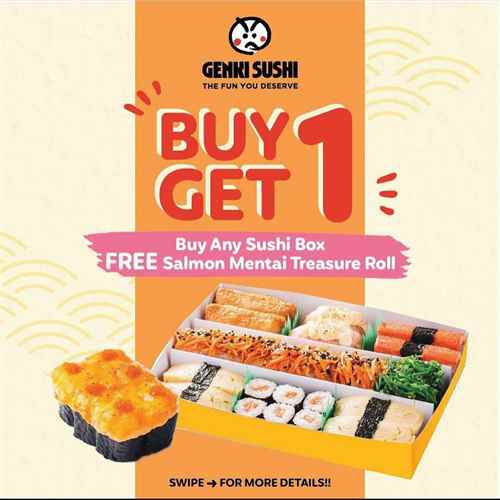 GENKI SUSHI
THE FUN YOU DESERVE
BUY 1
GET 1
Buy Any Sushi Box
FREE Salmon Mentai Treasure Roll
SWIPE → FOR MORE DETAILS!!